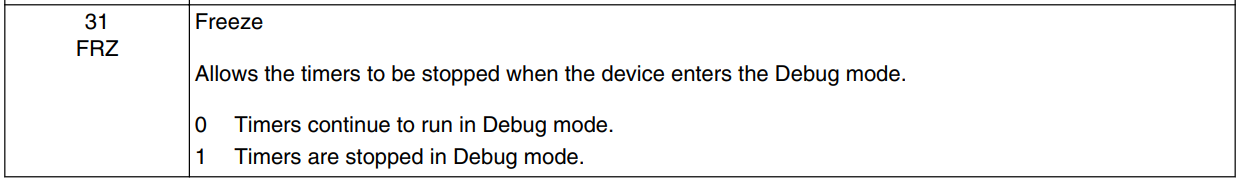 31
FRZ
Freeze
Allows the timers to be stopped when the device enters the Debug mode.
0 Timers continue to run in Debug mode.
1 Timers are stopped in Debug mode.